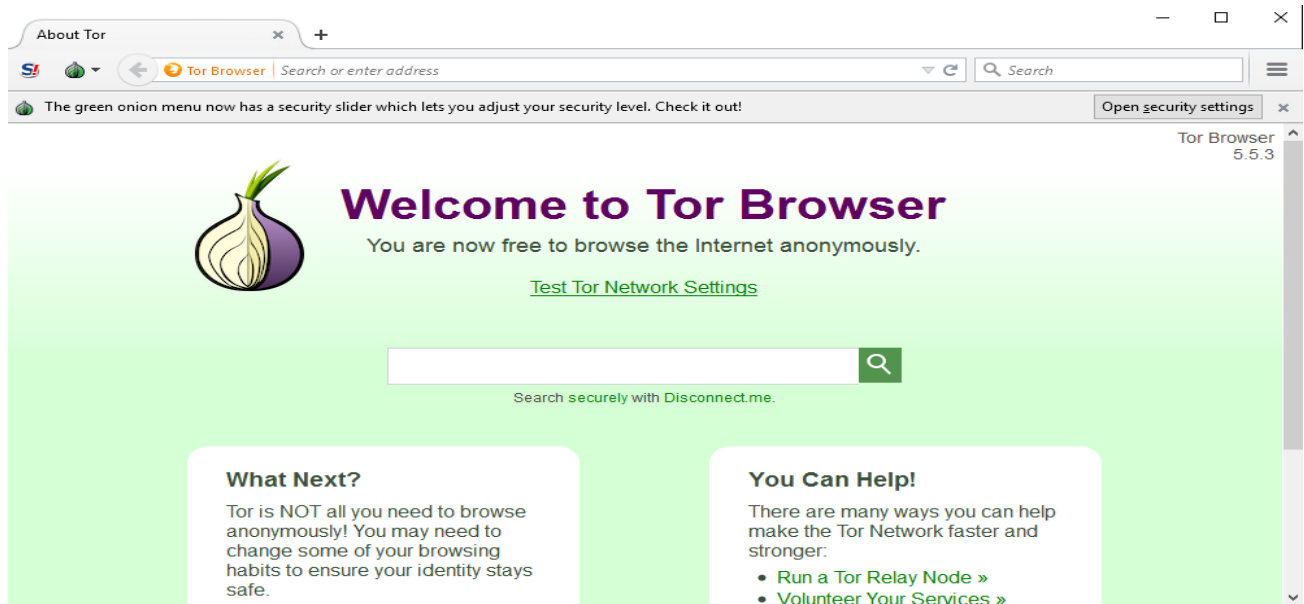 About Tor
S! Tor Browser Search or enter address Search
The green onion menu now has a security slider which lets you adjust your security level. Check it out! Open security settings
Tor Browser
5.5.3
Welcome to Tor Browser
You are now free to browse the Internet anonymously.
Test Tor Network Settings
Search securely with Disconnect.me.
What Next?
Tor is NOT all you need to browse
anonymously! You may need to
change some of your browsing
habits to ensure your identity stays
safe.
You Can Help!
There are many ways you can help
make the Tor Network faster and
stronger:
• Run a Tor Relay Node »
• Volunteer Your Services »